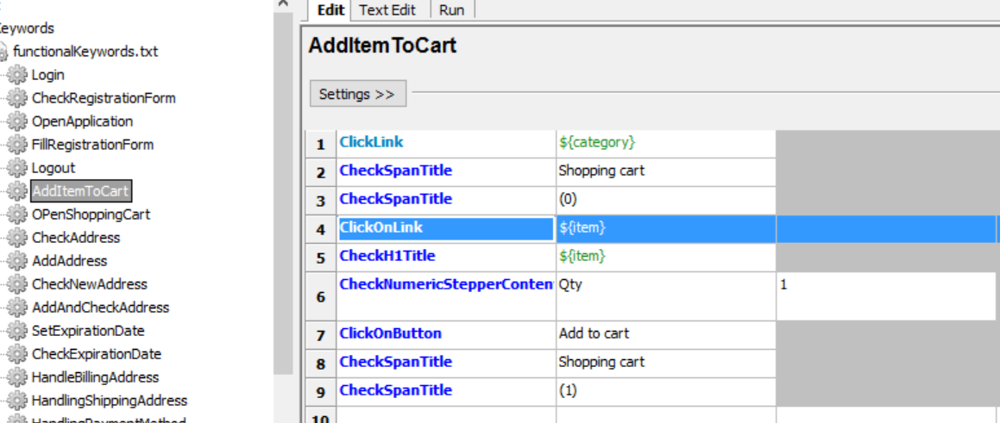 Keywords
functionalKeywords.txt
Login
CheckRegistrationForm
OpenApplication
FillRegistrationForm
Logout
AddItemToCart
OPenShoppingCart
CheckAddress
AddAddress
CheckNewAddress
AddAndCheckAddress
SetExpirationDate
CheckExpirationDate
HandleBillingAddress
HandlingShippingAddress
HandlingPaymentMethod
Edit Text Edit Run
AddItemToCart
Settings >>
1 ClickLink ${category}
2 CheckSpanTitle Shopping cart
3 CheckSpanTitle (0)
4 ClickOnLink ${item}
5 CheckH1Title ${item}
6 CheckNumericStepperConten Qty 1
7 ClickOnButton Add to cart
8 CheckSpanTitle Shopping cart
9 CheckSpanTitle (1)
10